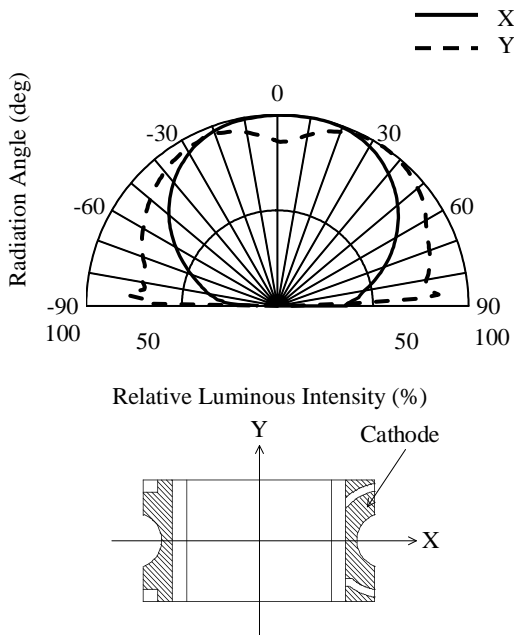 X
Y
0
-30
30
Radiation Angle (deg)
-60
60
-90
90
100
50
50
100
Relative Luminous Intensity (%)
Y
Cathode
X